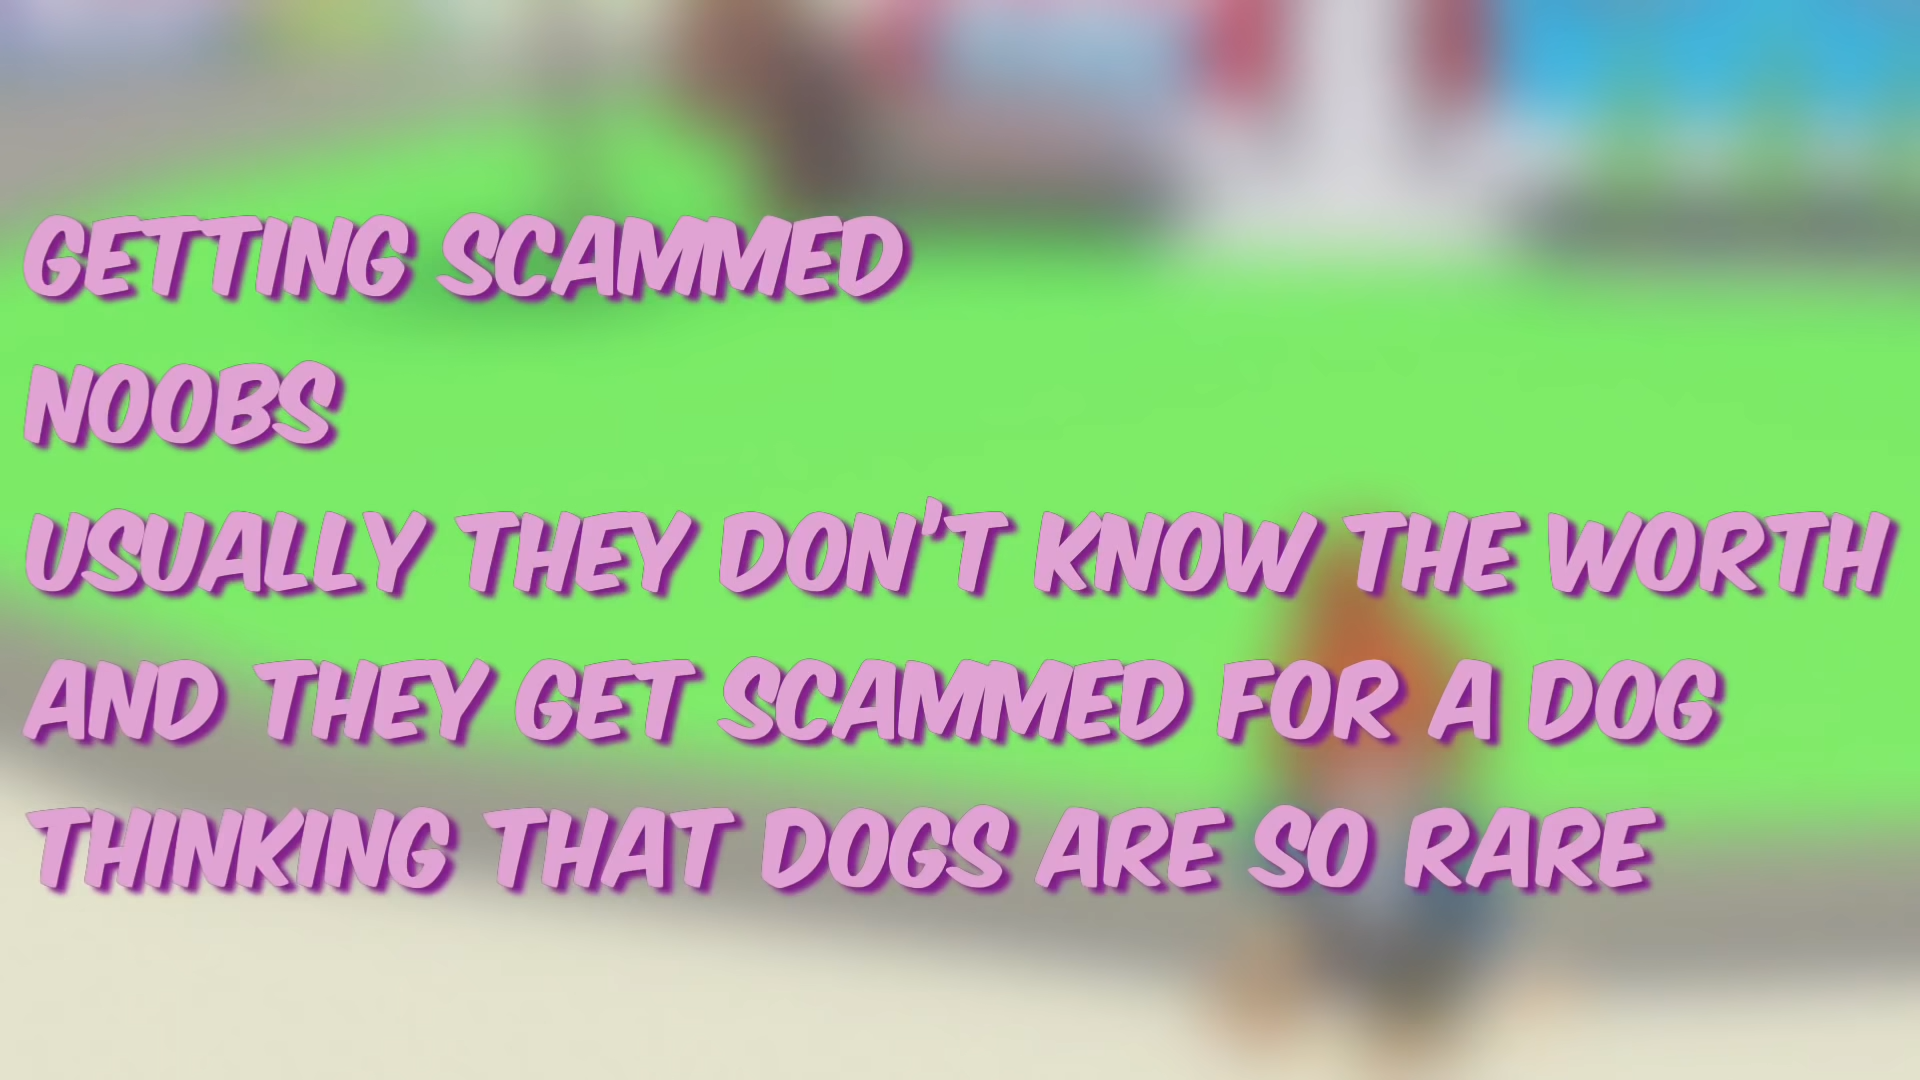 GETTING SCAMMED
NOOBS
USUALLY THEY DON'T KNOW THE WORTH
AND THEY GET SCAMMED FOR A DOG
THINKING THAT DOGS ARE SO RARE